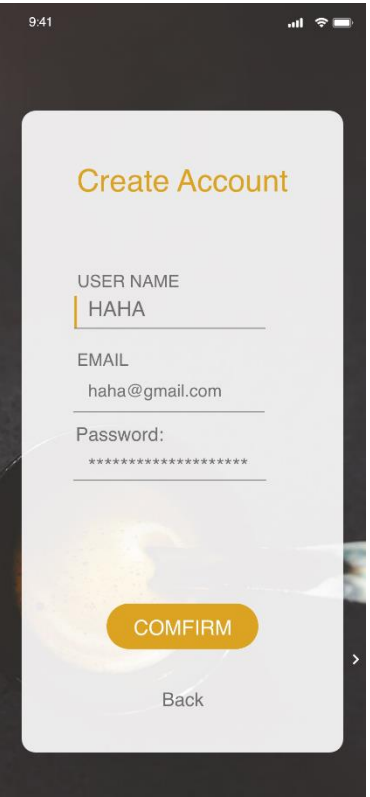 9:41
Create Account
USER NAME
HAHA
EMAIL
haha@gmail.com
Password:
********************
COMFIRM
Back